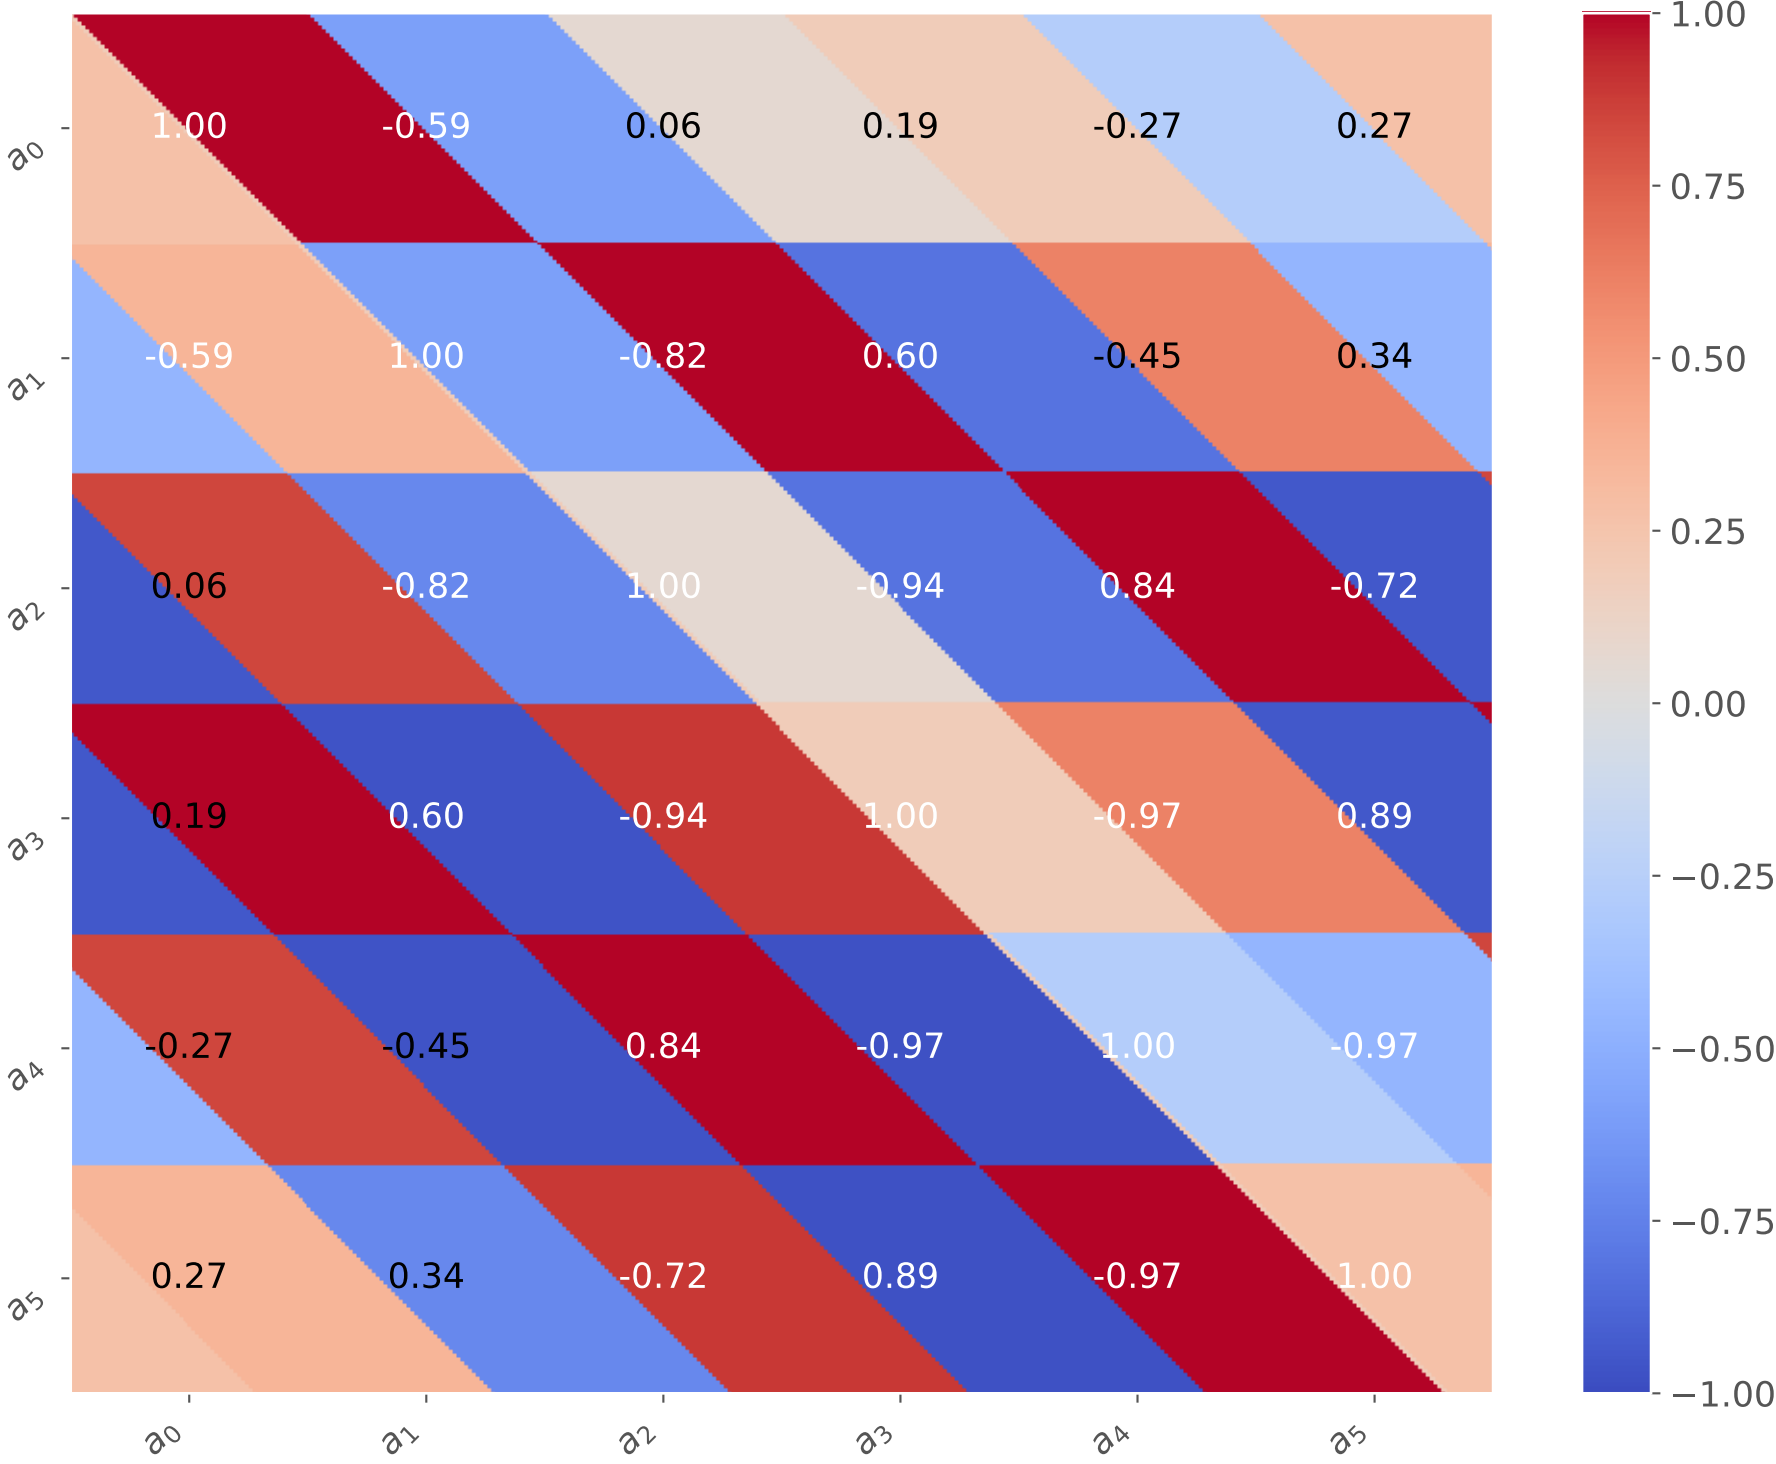 1.00
a0 1.00 -0.59 0.06 0.19 -0.27 0.27
0.75
a1 -0.59 1.00 -0.82 0.60 -0.45 0.34
0.50
0.25
a2 0.06 -0.82 1.00 -0.94 0.84 -0.72
0.00
a3 0.19 0.60 -0.94 1.00 -0.97 0.89
−0.25
a4 -0.27 -0.45 0.84 -0.97 1.00 -0.97
−0.50
−0.75
a5 0.27 0.34 -0.72 0.89 -0.97 1.00
−1.00
a0 a1 a2 a3 a4 a5